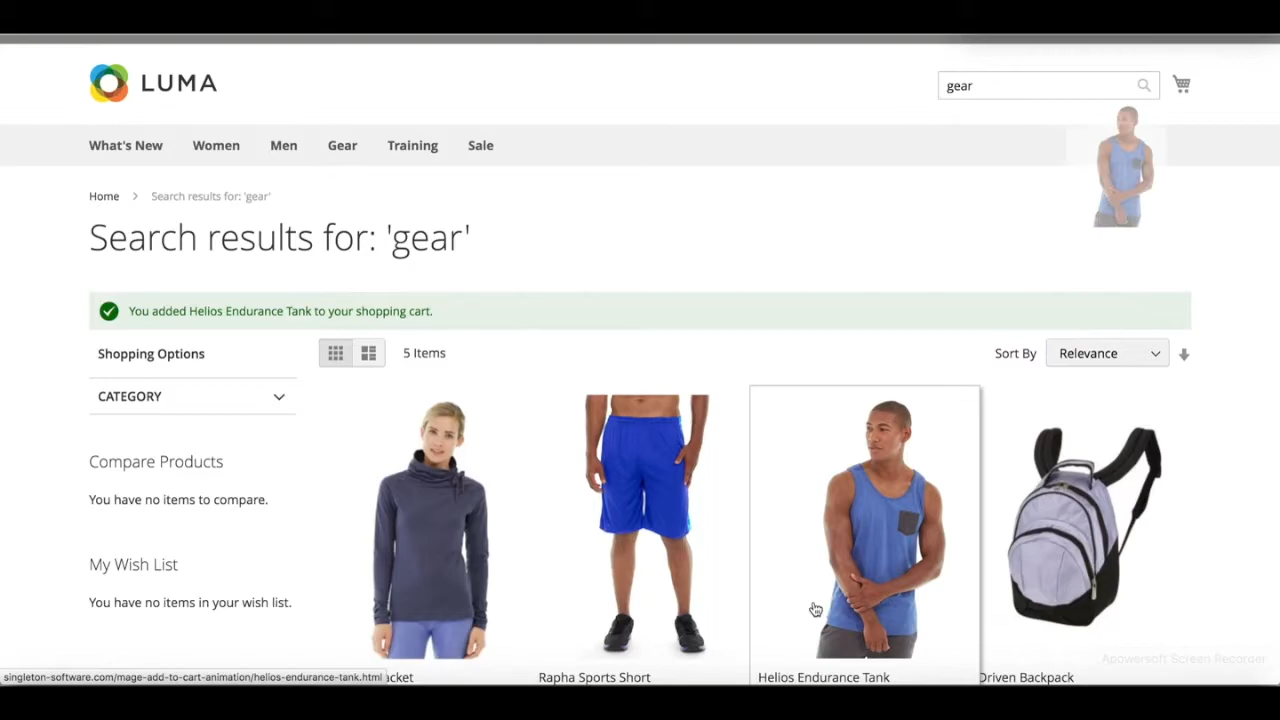 LUMA
gear
What's New Women Men Gear Training Sale
Home > Search results for: 'gear'
Search results for: 'gear'
You added Helios Endurance Tank to your shopping cart.
Shopping Options
5 Items
Sort By Relevance
CATEGORY
Compare Products
You have no items to compare.
My Wish List
You have no items in your wish list.
Apowersoft Screen Recorder
singleton-software.com/mage-add-to-cart-animation/helios-endurance-tank.html
Rapha Sports Short
Helios Endurance Tank
Driven Backpack